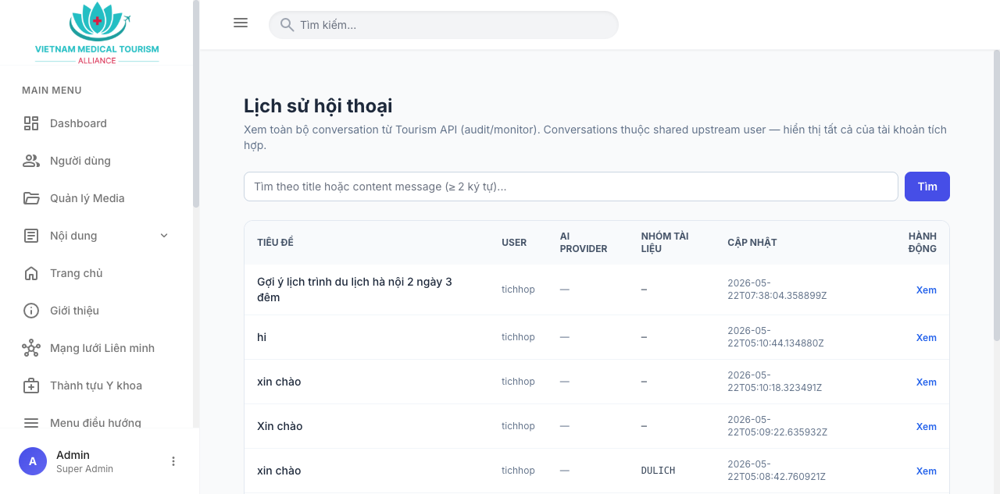 VIETNAM MEDICAL TOURISM
ALLIANCE
Tìm kiếm...
MAIN MENU
Dashboard
Người dùng
Quản lý Media
Nội dung
Trang chủ
Giới thiệu
Mạng lưới Liên minh
Thành tựu Y khoa
Menu điều hướng
A
Admin
Super Admin
Lịch sử hội thoại
Xem toàn bộ conversation từ Tourism API (audit/monitor). Conversations thuộc shared upstream user — hiển thị tất cả của tài khoản tích
hợp.
Tìm theo title hoặc content message (≥ 2 ký tự)...
Tìm
TIÊU ĐỀ USER AI PROVIDER NHÓM TÀI LIỆU CẬP NHẬT HÀNH ĐỘNG
Gợi ý lịch trình du lịch hà nội 2 ngày 3
đêm
tichhop — – 2026-05-
22T07:38:04.358899Z
Xem
hi tichhop — – 2026-05-
22T05:10:44.134880Z
Xem
xin chào tichhop — – 2026-05-
22T05:10:18.323491Z
Xem
Xin chào tichhop — – 2026-05-
22T05:09:22.635932Z
Xem
xin chào tichhop — DULICH 2026-05-
22T05:08:42.760921Z
Xem